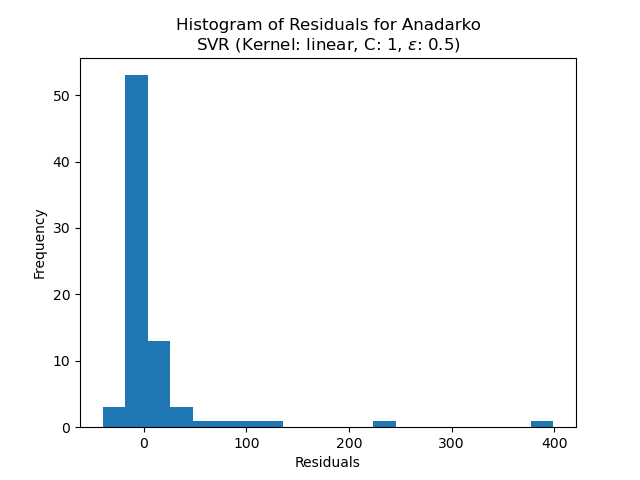 Histogram of Residuals for Anadarko
SVR (Kernel: linear, C: 1, ε: 0.5)
50
40
30
20
10
0
Frequency
0 100 200 300 400
Residuals